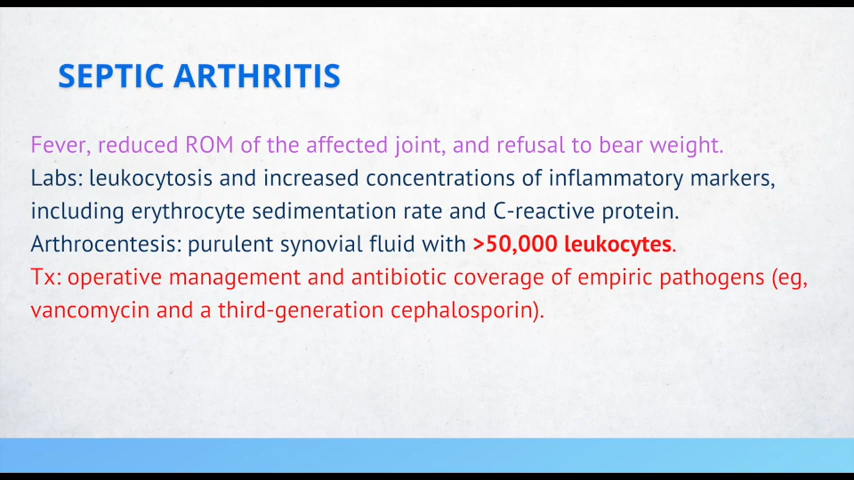 SEPTIC ARTHRITIS
Fever, reduced ROM of the affected joint, and refusal to bear weight.
Labs: leukocytosis and increased concentrations of inflammatory markers,
including erythrocyte sedimentation rate and C-reactive protein.
Arthrocentesis: purulent synovial fluid with >50,000 leukocytes.
Tx: operative management and antibiotic coverage of empiric pathogens (eg,
vancomycin and a third-generation cephalosporin).